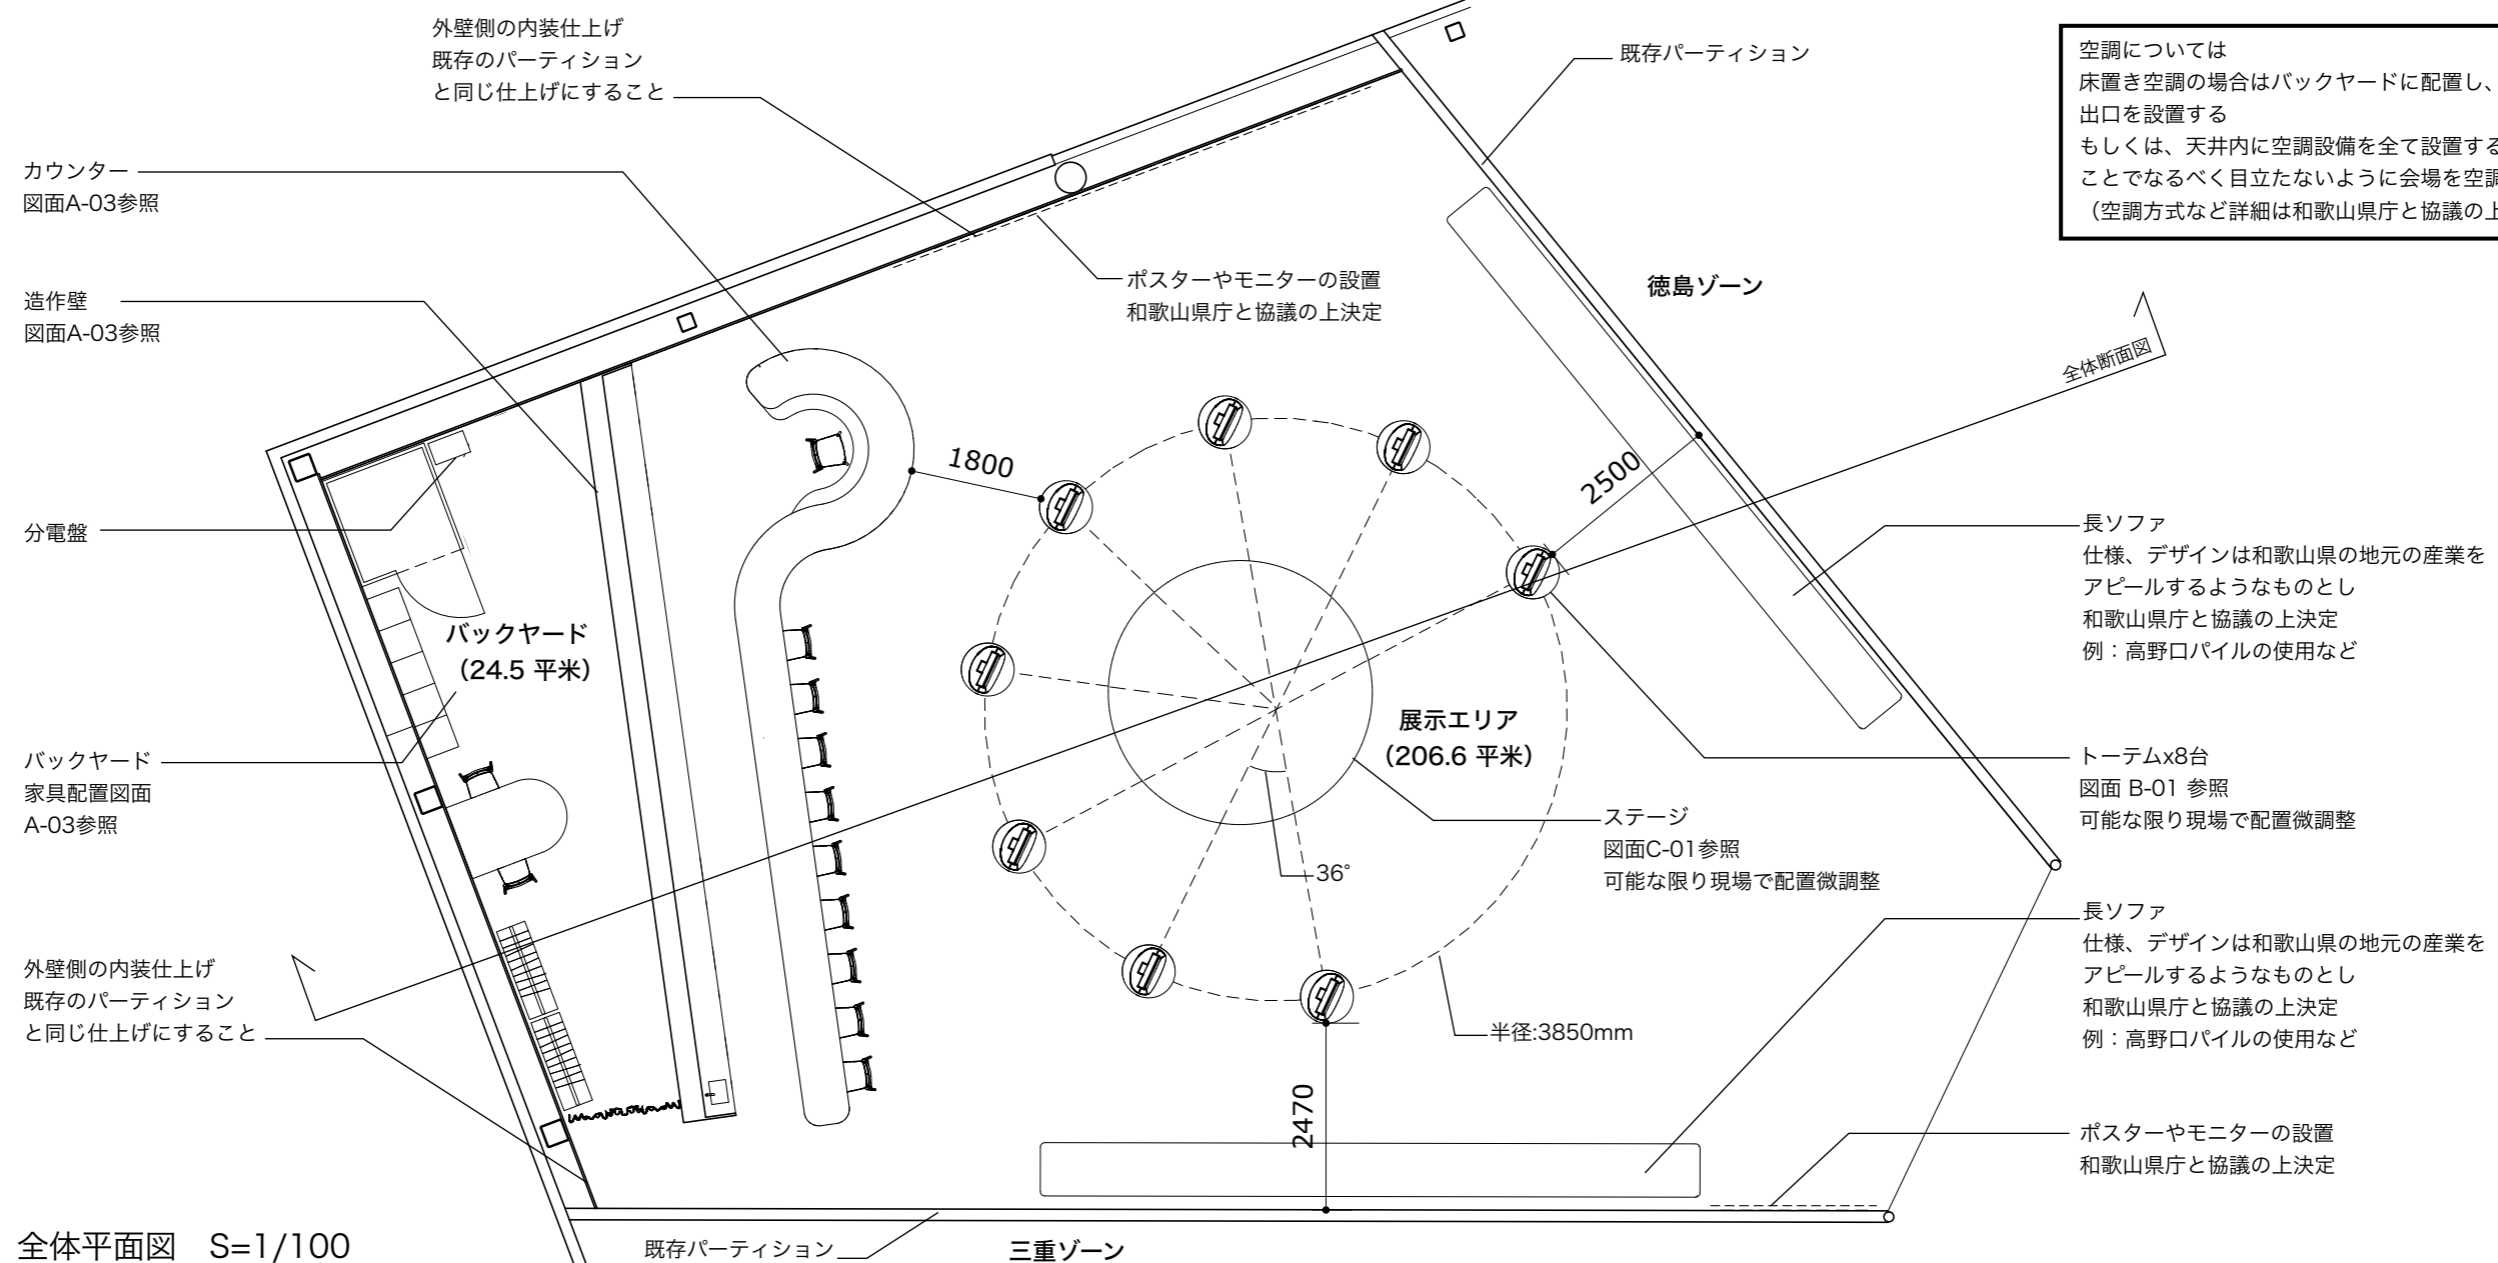 外壁側の内装仕上げ
既存のパーティション
と同じ仕上げにすること
既存パーティション
空調については
床置き空調の場合はバックヤードに配置し、
出口を設置する
もしくは、天井内に空調設備を全て設置する
ことでなるべく目立たないように会場を空調
（空調方式など詳細は和歌山県庁と協議の上
カウンター
図面A-03参照
ポスターやモニターの設置
和歌山県庁と協議の上決定
徳島ゾーン
造作壁
図面A-03参照
全体断面図
1800
2500
分電盤
長ソファ
仕様、デザインは和歌山県の地元の産業を
アピールするようなものとし
和歌山県庁と協議の上決定
例：高野口パイルの使用など
バックヤード
（24.5 平米）
展示エリア
（206.6 平米）
バックヤード
家具配置図面
A-03参照
トーテムx8台
図面 B-01 参照
可能な限り現場で配置微調整
ステージ
図面C-01参照
可能な限り現場で配置微調整
36°
長ソファ
仕様、デザインは和歌山県の地元の産業を
アピールするようなものとし
和歌山県庁と協議の上決定
例：高野口パイルの使用など
外壁側の内装仕上げ
既存のパーティション
と同じ仕上げにすること
半径:3850mm
2470
ポスターやモニターの設置
和歌山県庁と協議の上決定
全体平面図 S=1/100
既存パーティション
三重ゾーン